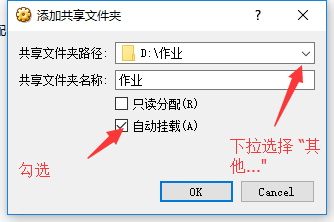 添加共享文件夹
共享文件夹路径: D:\作业
共享文件夹名称: 作业
只读分配(R)
自动挂载(A)
勾选
下拉选择 “其
他..."
OK
Cancel